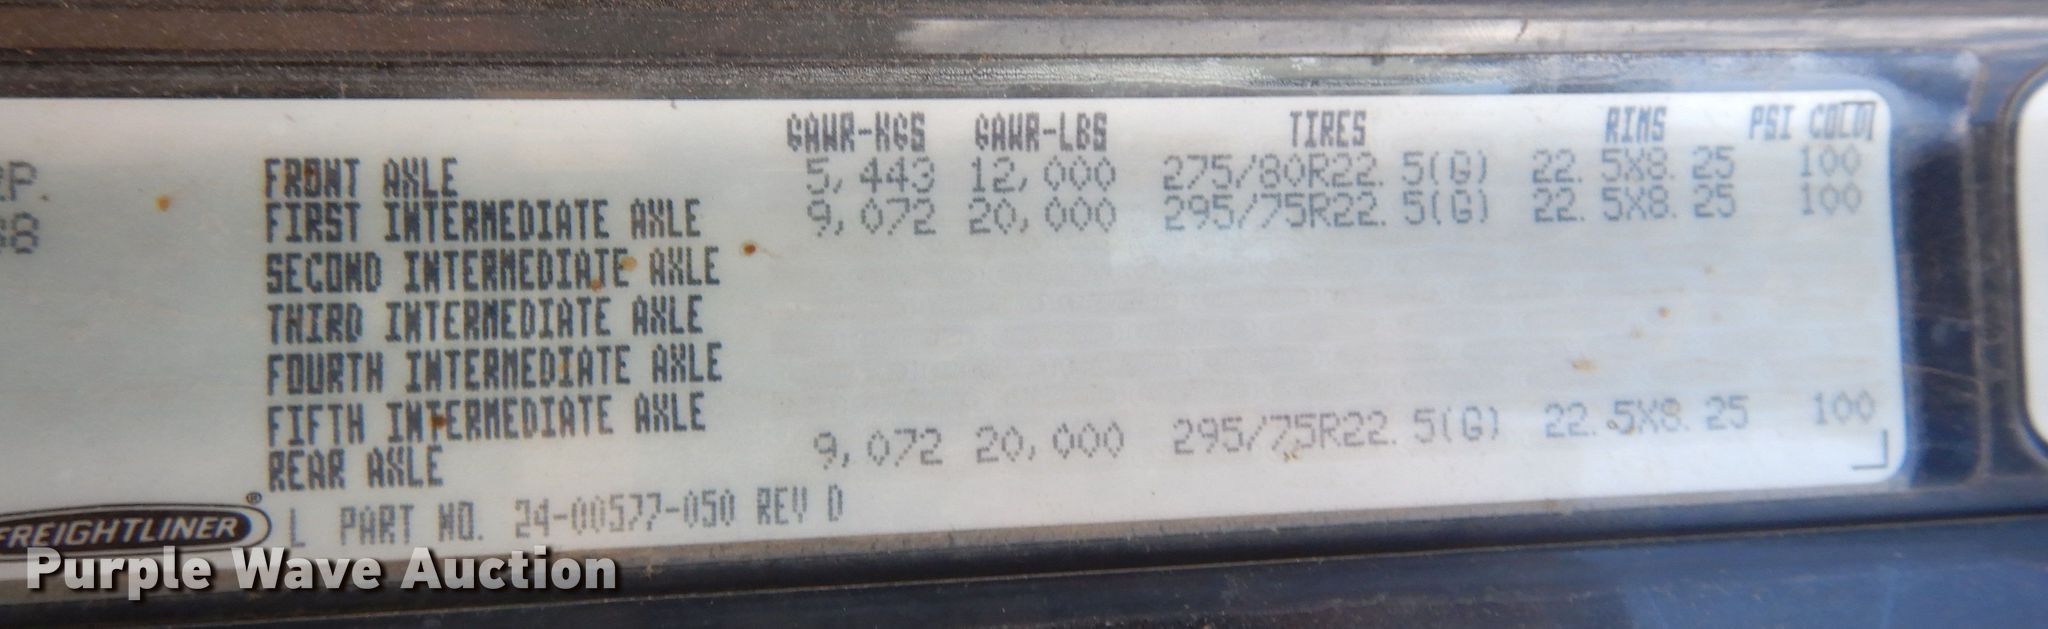 GAWR-KGS GAWR-LBS TIRES RIMS PSI COLD
FRONT AXLE 5,443 12,000 275/80R22.5(G) 22.5X8.25 100
FIRST INTERMEDIATE AXLE 9,072 20,000 295/75R22.5(G) 22.5X8.25 100
SECOND INTERMEDIATE AXLE
THIRD INTERMEDIATE AXLE
FOURTH INTERMEDIATE AXLE
FIFTH INTERMEDIATE AXLE
REAR AXLE 9,072 20,000 295/75R22.5(G) 22.5X8.25 100
PART NO. 24-00577-050 REV D
FREIGHTLINER®
Purple Wave Auction